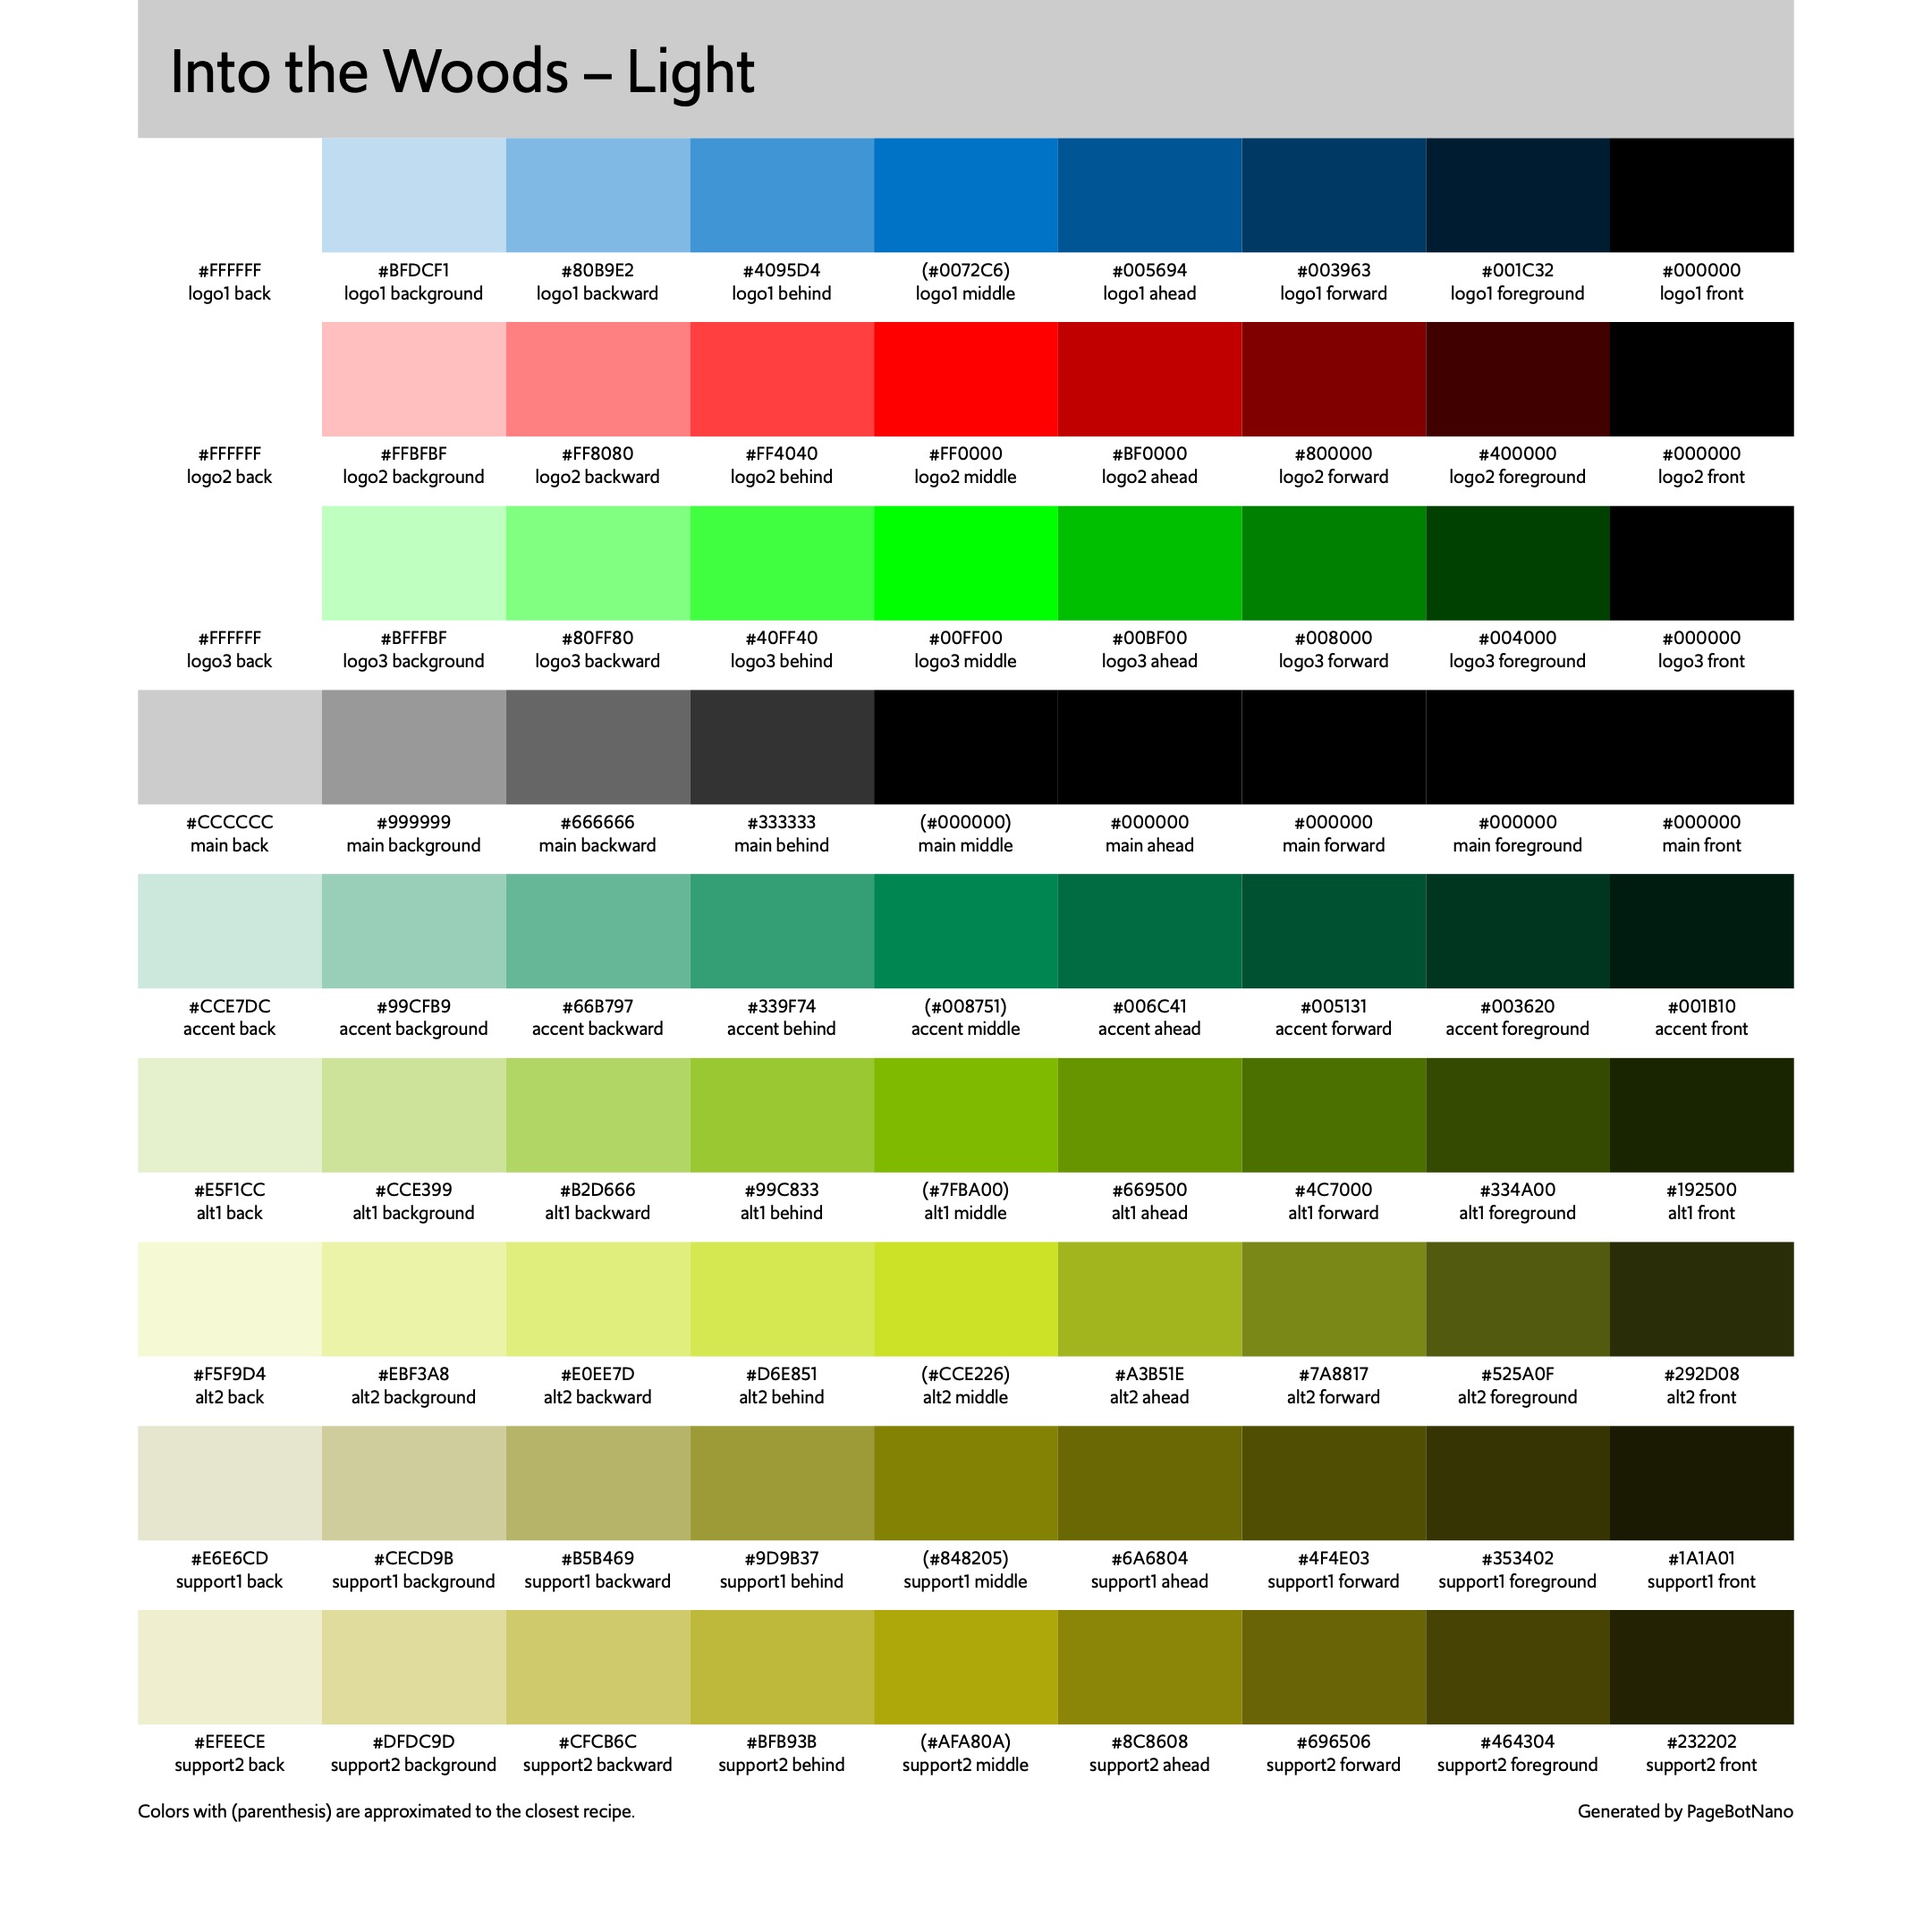 Into the Woods – Light
#FFFFFF #BFDCF1 #80B9E2 #4095D4 (#0072C6) #005694 #003963 #001C32 #000000
logo1 back logo1 background logo1 backward logo1 behind logo1 middle logo1 ahead logo1 forward logo1 foreground logo1 front
#FFFFFF #FFBFBF #FF8080 #FF4040 #FF0000 #BF0000 #800000 #400000 #000000
logo2 back logo2 background logo2 backward logo2 behind logo2 middle logo2 ahead logo2 forward logo2 foreground logo2 front
#FFFFFF #BFFFBF #80FF80 #40FF40 #00FF00 #00BF00 #008000 #004000 #000000
logo3 back logo3 background logo3 backward logo3 behind logo3 middle logo3 ahead logo3 forward logo3 foreground logo3 front
#CCCCCC #999999 #666666 #333333 (#000000) #000000 #000000 #000000 #000000
main back main background main backward main behind main middle main ahead main forward main foreground main front
#CCE7DC #99CFB9 #66B797 #339F74 (#008751) #006C41 #005131 #003620 #001B10
accent back accent background accent backward accent behind accent middle accent ahead accent forward accent foreground accent front
#E5F1CC #CCE399 #B2D666 #99C833 (#7FBA00) #669500 #4C7000 #334A00 #192500
alt1 back alt1 background alt1 backward alt1 behind alt1 middle alt1 ahead alt1 forward alt1 foreground alt1 front
#F5F9D4 #EBF3A8 #E0EE7D #D6E851 (#CCE226) #A3B51E #7A8817 #525A0F #292D08
alt2 back alt2 background alt2 backward alt2 behind alt2 middle alt2 ahead alt2 forward alt2 foreground alt2 front
#E6E6CD #CECD9B #B5B469 #9D9B37 (#848205) #6A6804 #4F4E03 #353402 #1A1A01
support1 back support1 background support1 backward support1 behind support1 middle support1 ahead support1 forward support1 foreground support1 front
#EFEECE #DFDC9D #CFCB6C #BFB93B (#AFA80A) #8C8608 #696506 #464304 #232202
support2 back support2 background support2 backward support2 behind support2 middle support2 ahead support2 forward support2 foreground support2 front
Colors with (parenthesis) are approximated to the closest recipe. Generated by PageBotNano